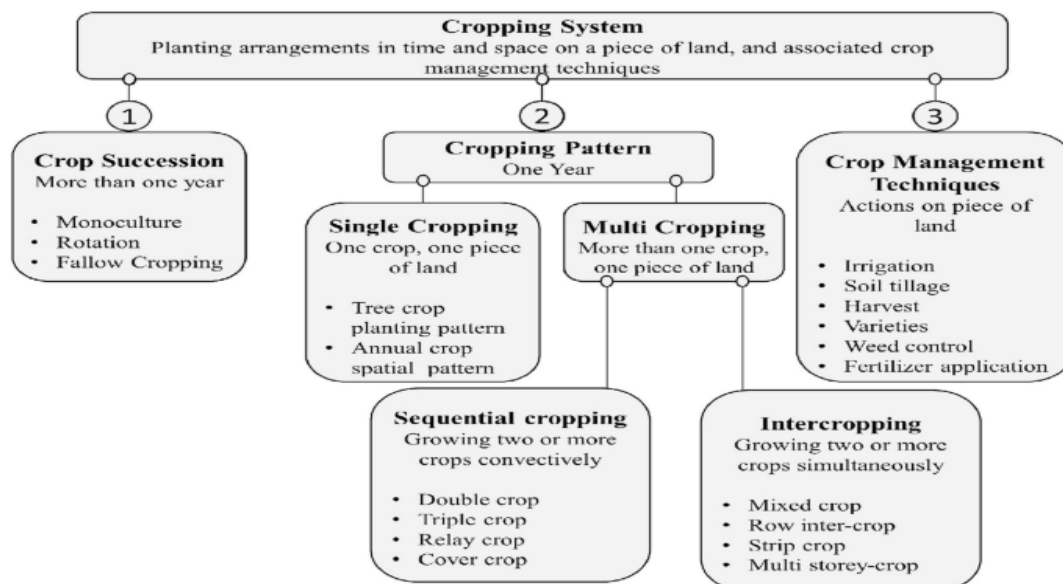 Cropping System
Planting arrangements in time and space on a piece of land, and associated crop
management techniques
1
2
3
Crop Succession
More than one year
• Monoculture
• Rotation
• Fallow Cropping
Cropping Pattern
One Year
Crop Management
Techniques
Actions on piece of
land
• Irrigation
• Soil tillage
• Harvest
• Varieties
• Weed control
• Fertilizer application
Single Cropping
One crop, one piece
of land
• Tree crop
planting pattern
• Annual crop
spatial pattern
Multi Cropping
More than one crop,
one piece of land
Sequential cropping
Growing two or more
crops convectively
• Double crop
• Triple crop
• Relay crop
• Cover crop
Intercropping
Growing two or more
crops simultaneously
• Mixed crop
• Row inter-crop
• Strip crop
• Multi storey-crop